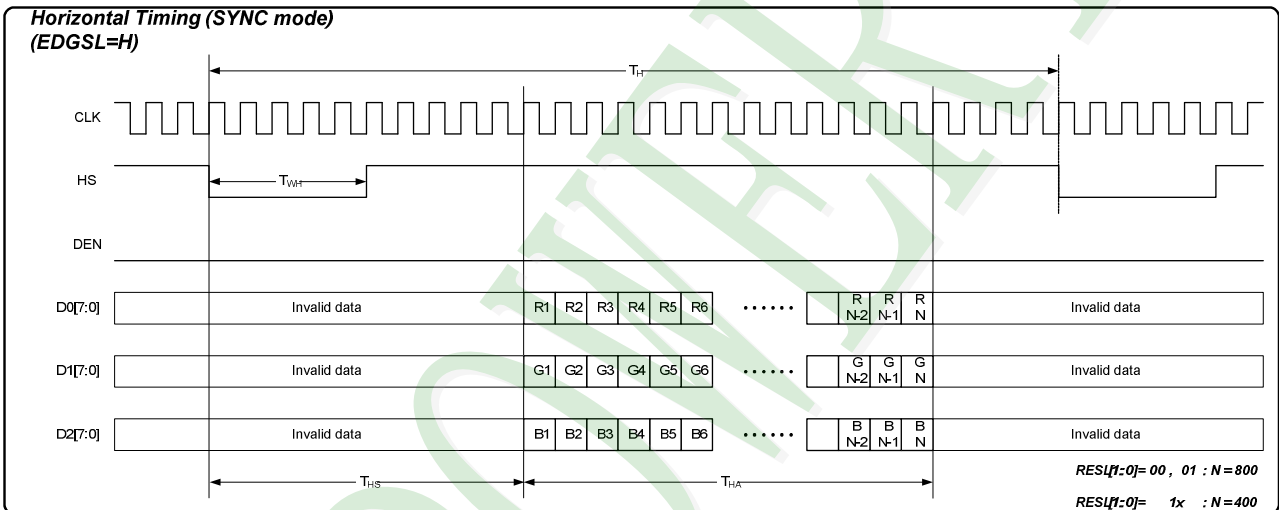 Horizontal Timing (SYNC mode)
(EDGSL=H)
TH
CLK
HS
TWH
DEN
D0[7:0] Invalid data R1 R2 R3 R4 R5 R6 ...... R N-2 R N-1 R N Invalid data
D1[7:0] Invalid data G1 G2 G3 G4 G5 G6 ...... G N-2 G N-1 G N Invalid data
D2[7:0] Invalid data B1 B2 B3 B4 B5 B6 ...... B N-2 B N-1 B N Invalid data
THS THA
RESL[1:0]= 00 , 01 : N = 800
RESL[1:0]= 1x : N = 400
POWER